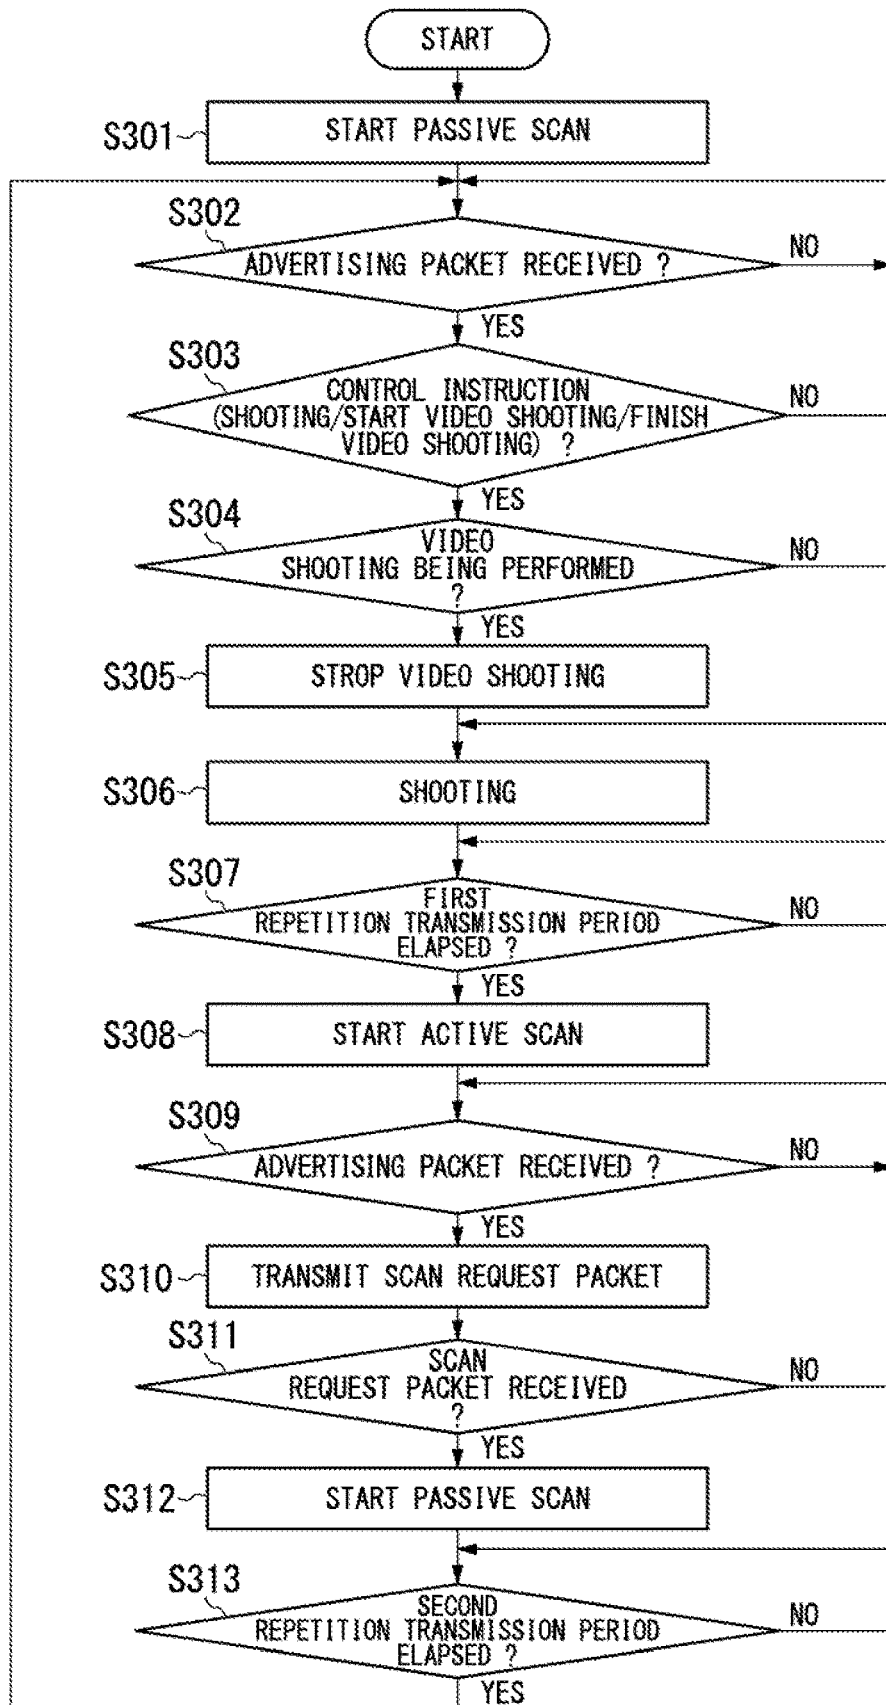 START
S301
START PASSIVE SCAN
S302
ADVERTISING PACKET RECEIVED ?
NO
YES
S303
CONTROL INSTRUCTION
(SHOOTING/START VIDEO SHOOTING/FINISH
VIDEO SHOOTING) ?
NO
YES
S304
VIDEO
SHOOTING BEING PERFORMED
?
NO
YES
S305
STROP VIDEO SHOOTING
S306
SHOOTING
S307
FIRST
REPETITION TRANSMISSION PERIOD
ELAPSED ?
NO
YES
S308
START ACTIVE SCAN
S309
ADVERTISING PACKET RECEIVED ?
NO
YES
S310
TRANSMIT SCAN REQUEST PACKET
S311
SCAN
REQUEST PACKET RECEIVED
?
NO
YES
S312
START PASSIVE SCAN
S313
SECOND
REPETITION TRANSMISSION PERIOD
ELAPSED ?
NO
YES